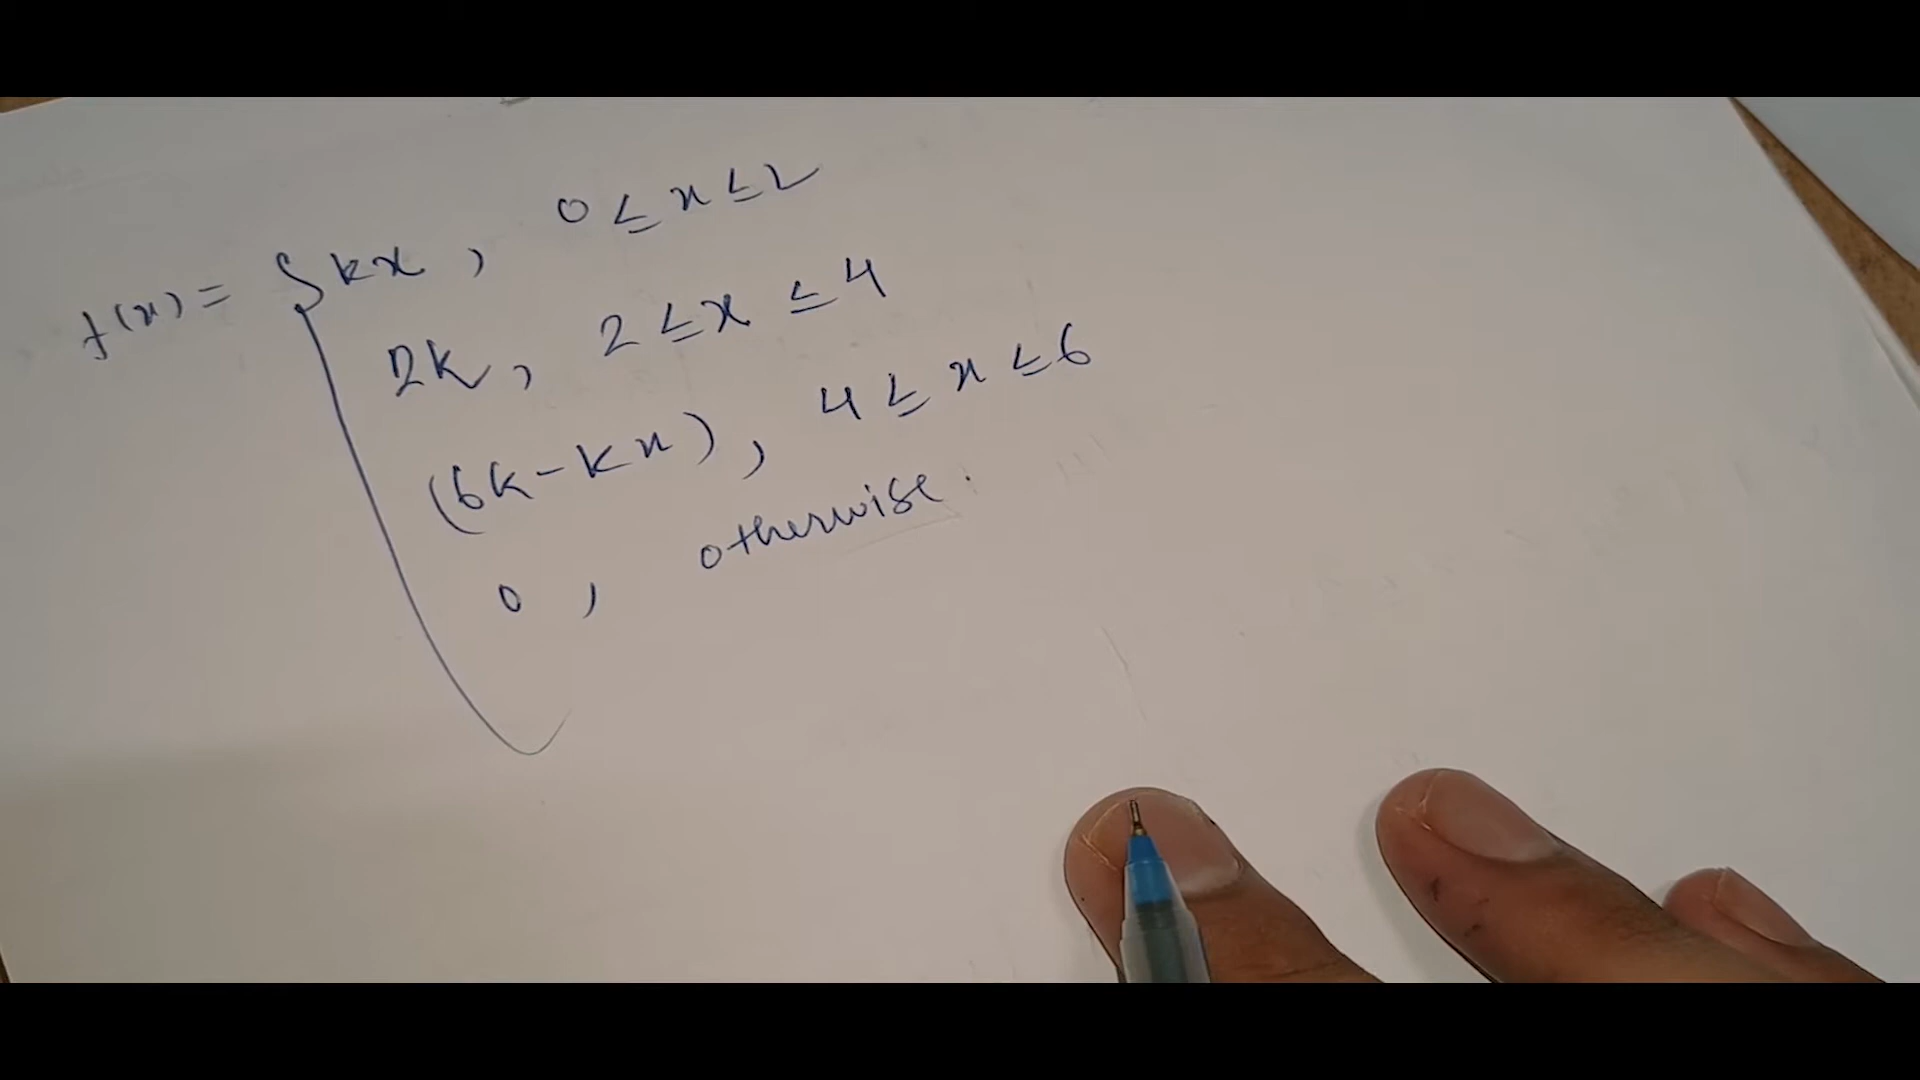 f(x) = { kx , 0 ≤ x ≤ 2
2k , 2 ≤ x ≤ 4
(6k - kx) , 4 ≤ x ≤ 6
0 , otherwise.